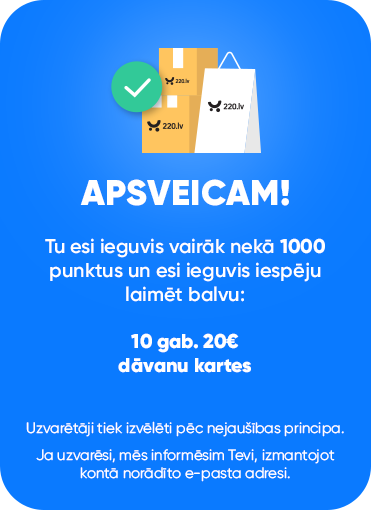 220.lv
220.lv
220.lv
APSVEICAM!
Tu esi ieguvis vairāk nekā 1000
punktus un esi ieguvis iespēju
laimēt balvu:
10 gab. 20€
dāvanu kartes
Uzvarētāji tiek izvēlēti pēc nejaušības principa.
Ja uzvarēsi, mēs informēsim Tevi, izmantojot
kontā norādīto e-pasta adresi.